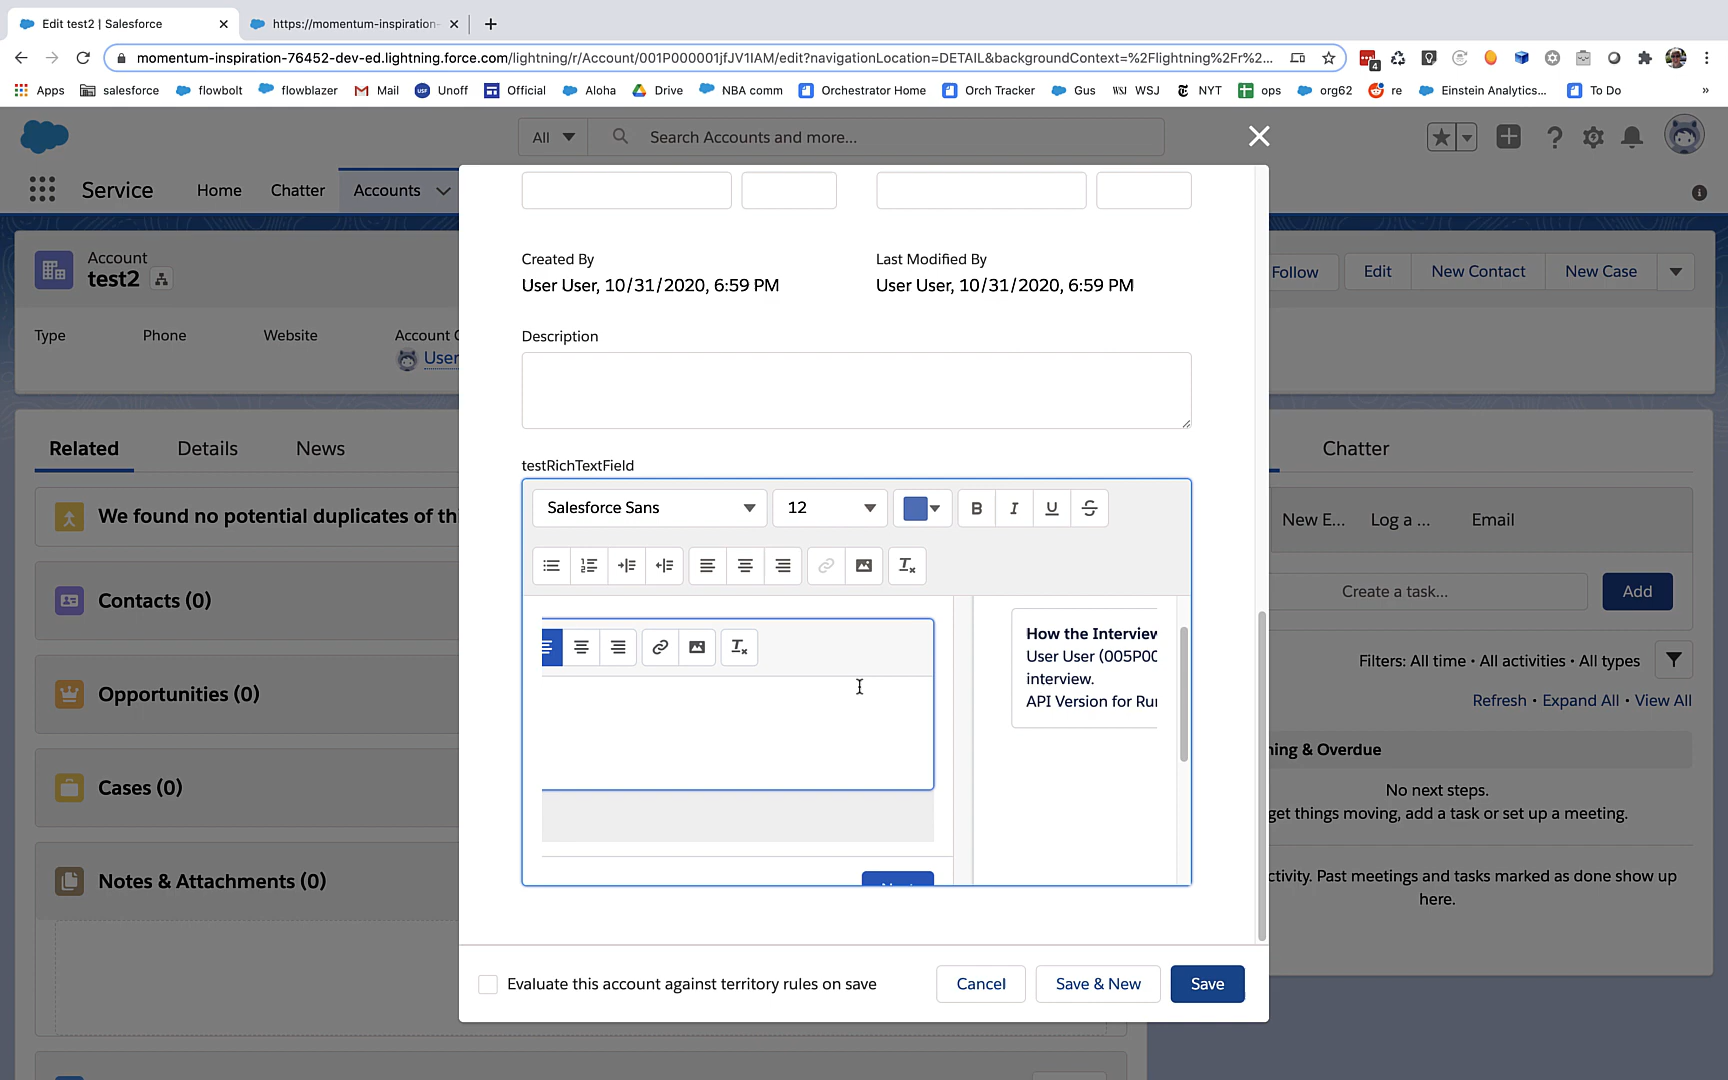 Edit test2 | Salesforce
https://momentum-inspiration-
momentum-inspiration-76452-dev-ed.lightning.force.com/lightning/r/Account/001P000001jfJV1IAM/edit?navigationLocation=DETAIL&backgroundContext=%2Flightning%2Fr%2...
4
Apps salesforce flowbolt flowblazer Mail Unoff Official Aloha Drive NBA comm Orchestrator Home Orch Tracker Gus WSJ WSJ NYT ops org62 re Einstein Analytics... To Do »
All Search Accounts and more...
Service Home Chatter Accounts
Account
test2
Follow Edit New Contact New Case
Type Phone Website Account O
User
Related Details News
We found no potential duplicates of thi
Contacts (0)
Opportunities (0)
Cases (0)
Notes & Attachments (0)
Created By
User User, 10/31/2020, 6:59 PM
Last Modified By
User User, 10/31/2020, 6:59 PM
Description
testRichTextField
Salesforce Sans 12 B I U S
How the Interview
User User (005P00
interview.
API Version for Run
Evaluate this account against territory rules on save
Cancel Save & New Save
Chatter
New E... Log a ... Email
Create a task... Add
Filters: All time • All activities • All types
Refresh • Expand All • View All
ning & Overdue
No next steps.
get things moving, add a task or set up a meeting.
ctivity. Past meetings and tasks marked as done show up
here.